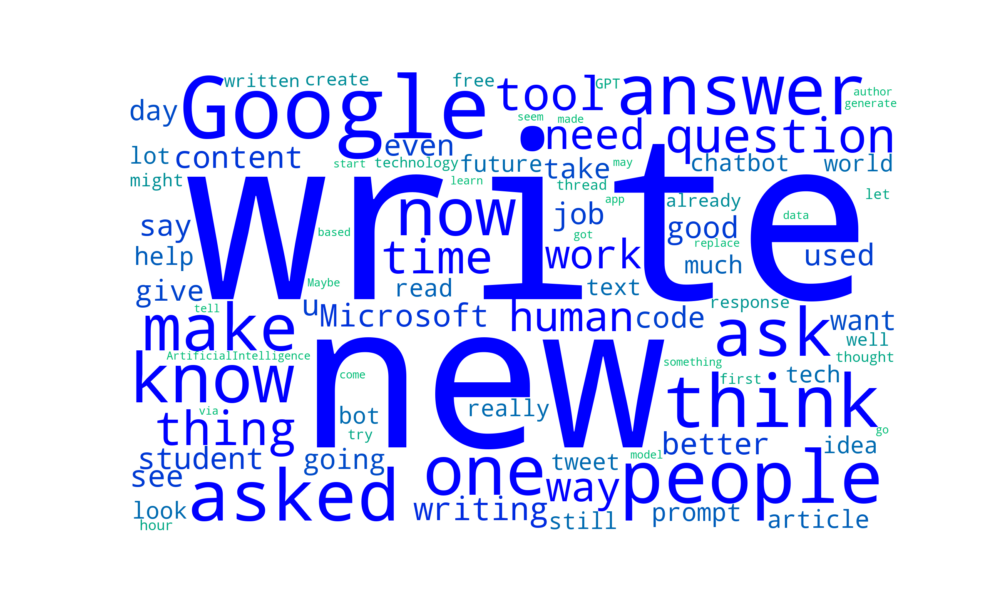 written create free GPT author
day Google tool answer generate
seem made
even need question
lot content start technology future take may chatbot world
might learn thread let
write
now app already
say based job good data
got replace
help time work much used
give Maybe read text
tell u Microsoft human code response want
make ask well
ArtificialIntelligence new something thought
know come first tech
via bot really think go
thing try better idea
student going one tweet model people
see asked way
look writing still prompt article
hour